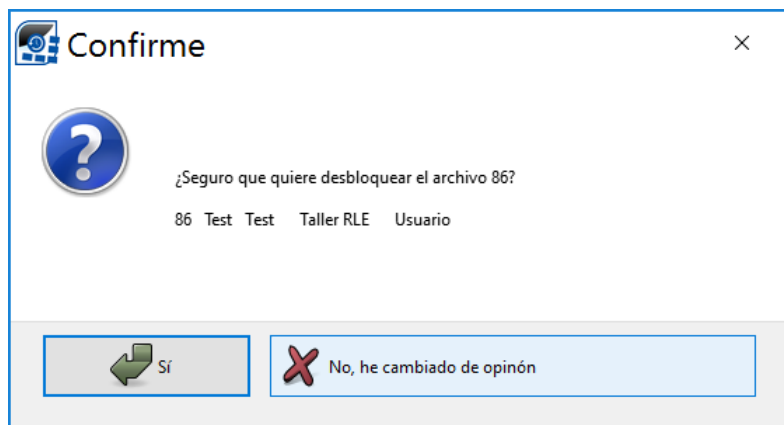 Confirme
¿Seguro que quiere desbloquear el archivo 86?
86 Test Test Taller RLE Usuario
Sí
No, he cambiado de opinón